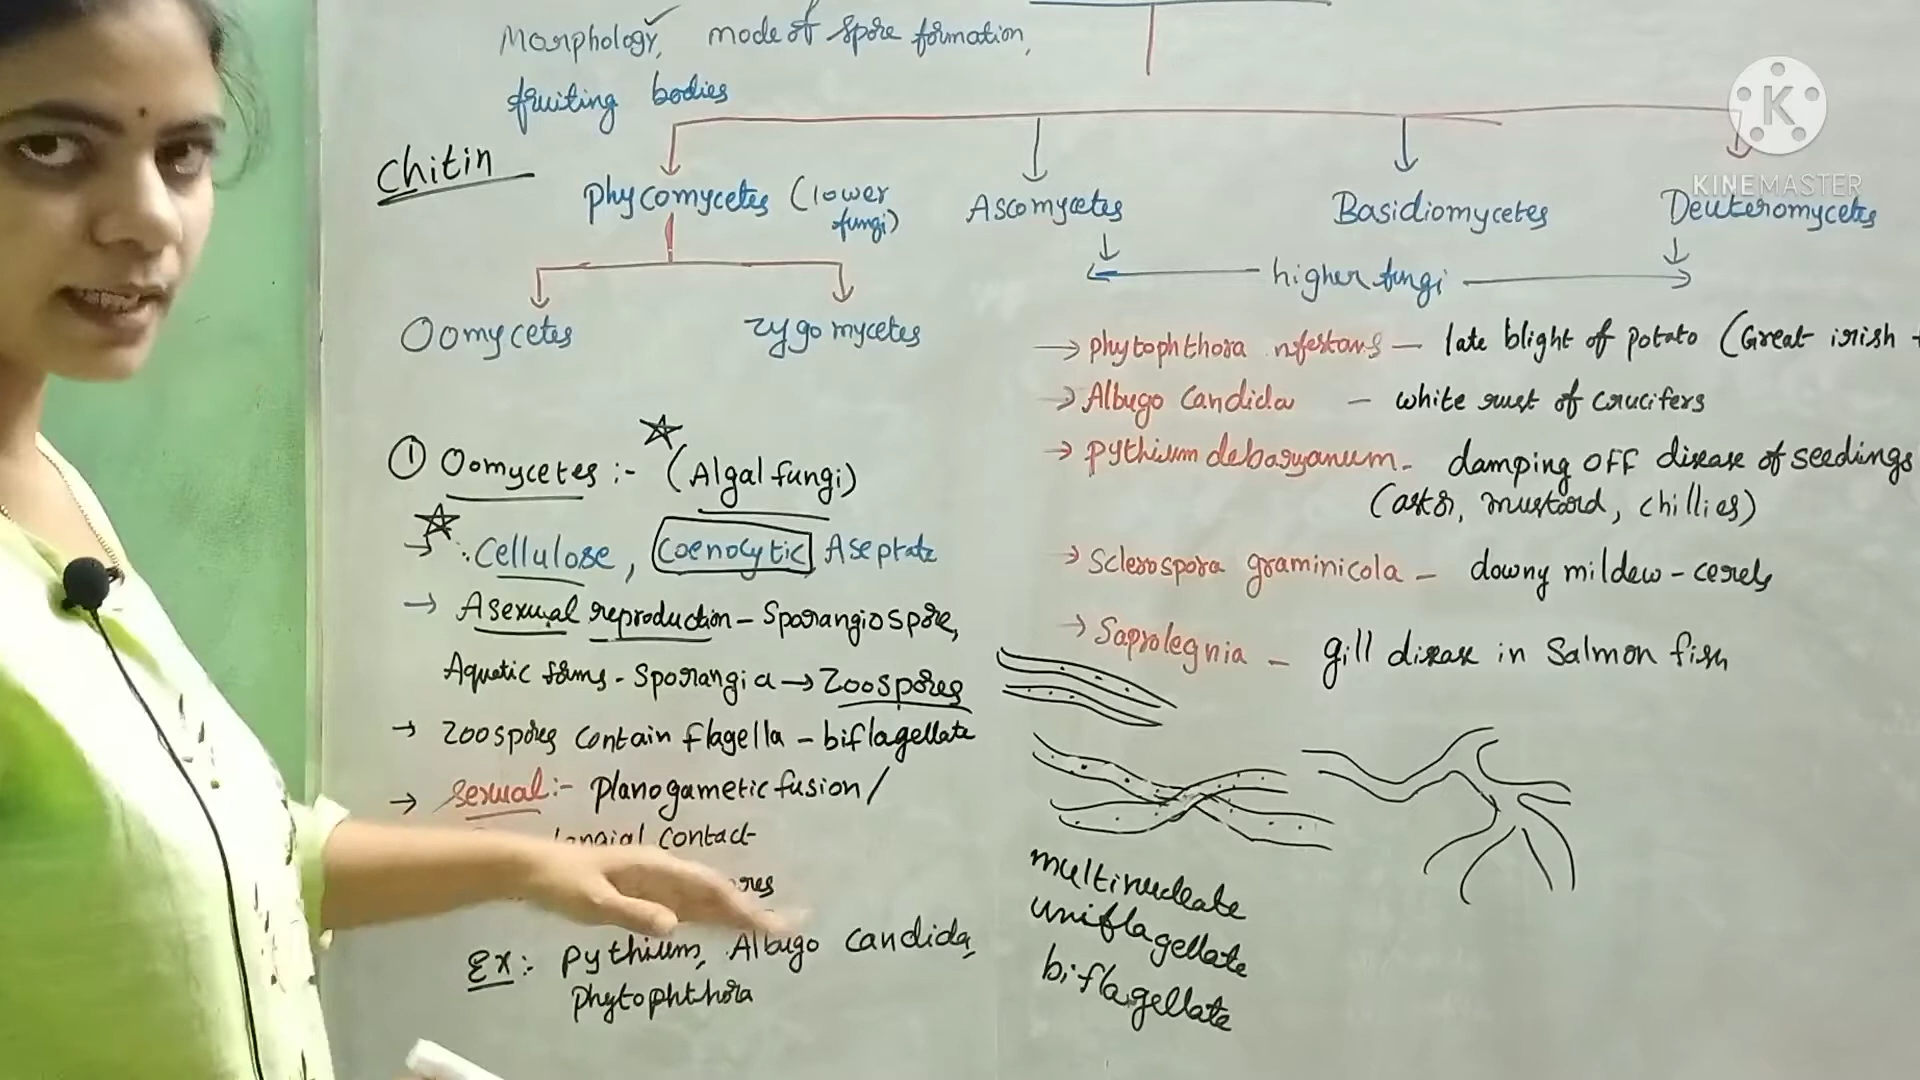 Morphology, mode of spore formation,
fruiting bodies
Chitin
Phycomycetes (lower fungi)
Ascomycetes
Basidiomycetes
Deuteromycetes
higher fungi
Oomycetes
zygomycetes
① Oomycetes :- (Algal fungi)
→ Cellulose, Coenocytic Aseptate
→ Asexual reproduction - Sporangiospore,
Aquatic forms - Sporangia → Zoospores
→ Zoospores contain flagella - biflagellate
→ Sexual :- Planogametic fusion /
contact
Ex :- Pythium, Albugo candida,
Phytophthora
→ phytophthora infestans - late blight of potato (Great irish
→ Albugo candida - white rust of crucifers
→ pythium debaryanum - damping OFF disease of seedings
mustard, chillies)
→ Sclerospora graminicola - downy mildew - cerels
→ Saprolegnia - gill disease in Salmon fish
multinucleate
uniflagellate
biflagellate
K
KINEMASTER